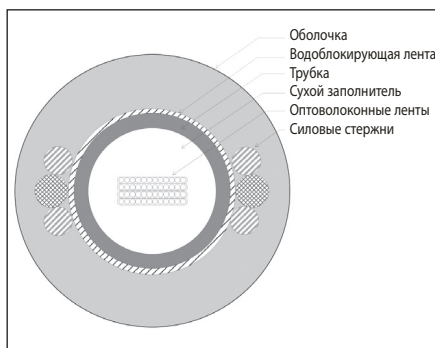 Оболочка
Водоблокирующая лента
Трубка
Сухой заполнитель
Оптоволоконные ленты
Силовые стержни